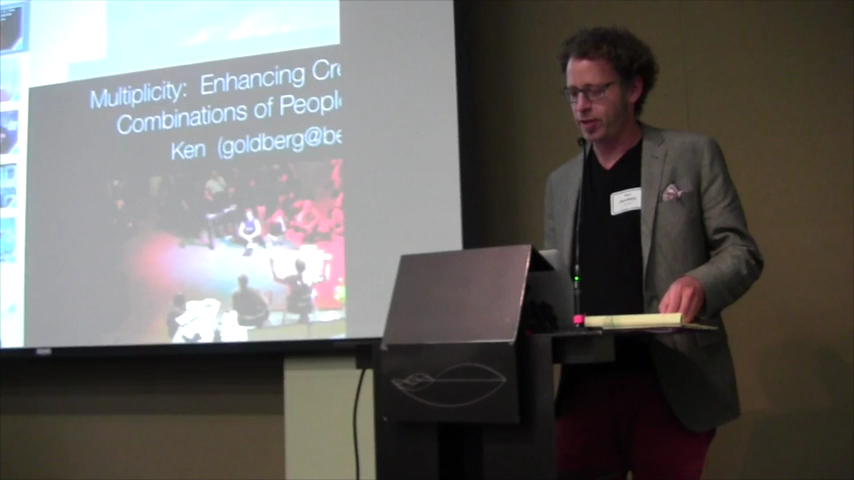 Multiplicity: Enhancing Cre
Combinations of Peopl
Ken (goldberg@be